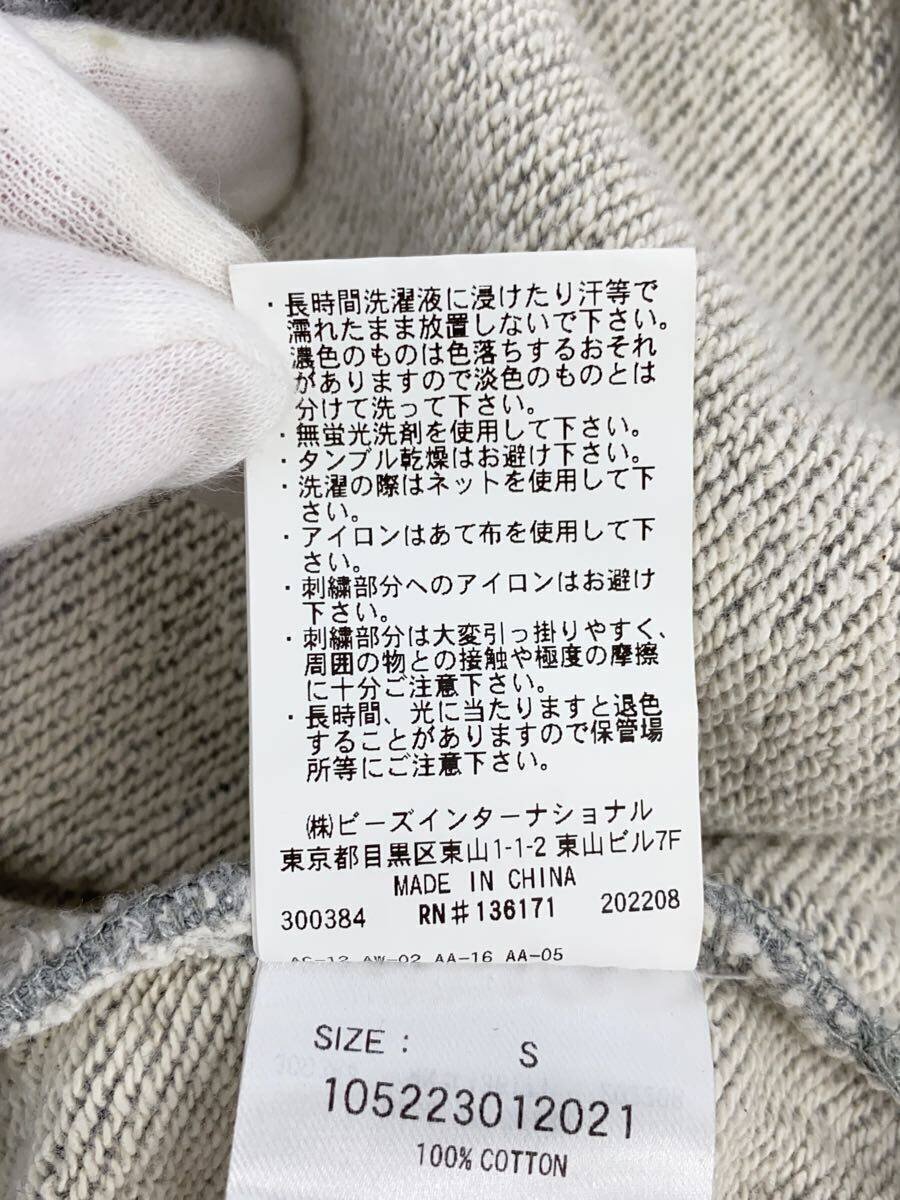 ・長時間洗濯液に浸けたり汗等で
濡れたまま放置しないで下さい。
濃色のものは色落ちするおそれ
がありますので淡色のものとは
分けて洗って下さい。
・無蛍光洗剤を使用して下さい。
・タンブル乾燥はお避け下さい。
・洗濯の際はネットを使用して下
さい。
・アイロンはあて布を使用して下
さい。
・刺繍部分へのアイロンはお避け
下さい。
・刺繍部分は大変引っ掛りやすく、
周囲の物との接触や極度の摩擦
に十分ご注意下さい。
・長時間、光に当たりますと退色
することがありますので保管場
所等にご注意下さい。
㈱ビーズインターナショナル
東京都目黒区東山1-1-2 東山ビル7F
MADE IN CHINA
300384 RN#136171 202208
AW-02 AA-16 AA-05
SIZE : S
105223012021
100% COTTON